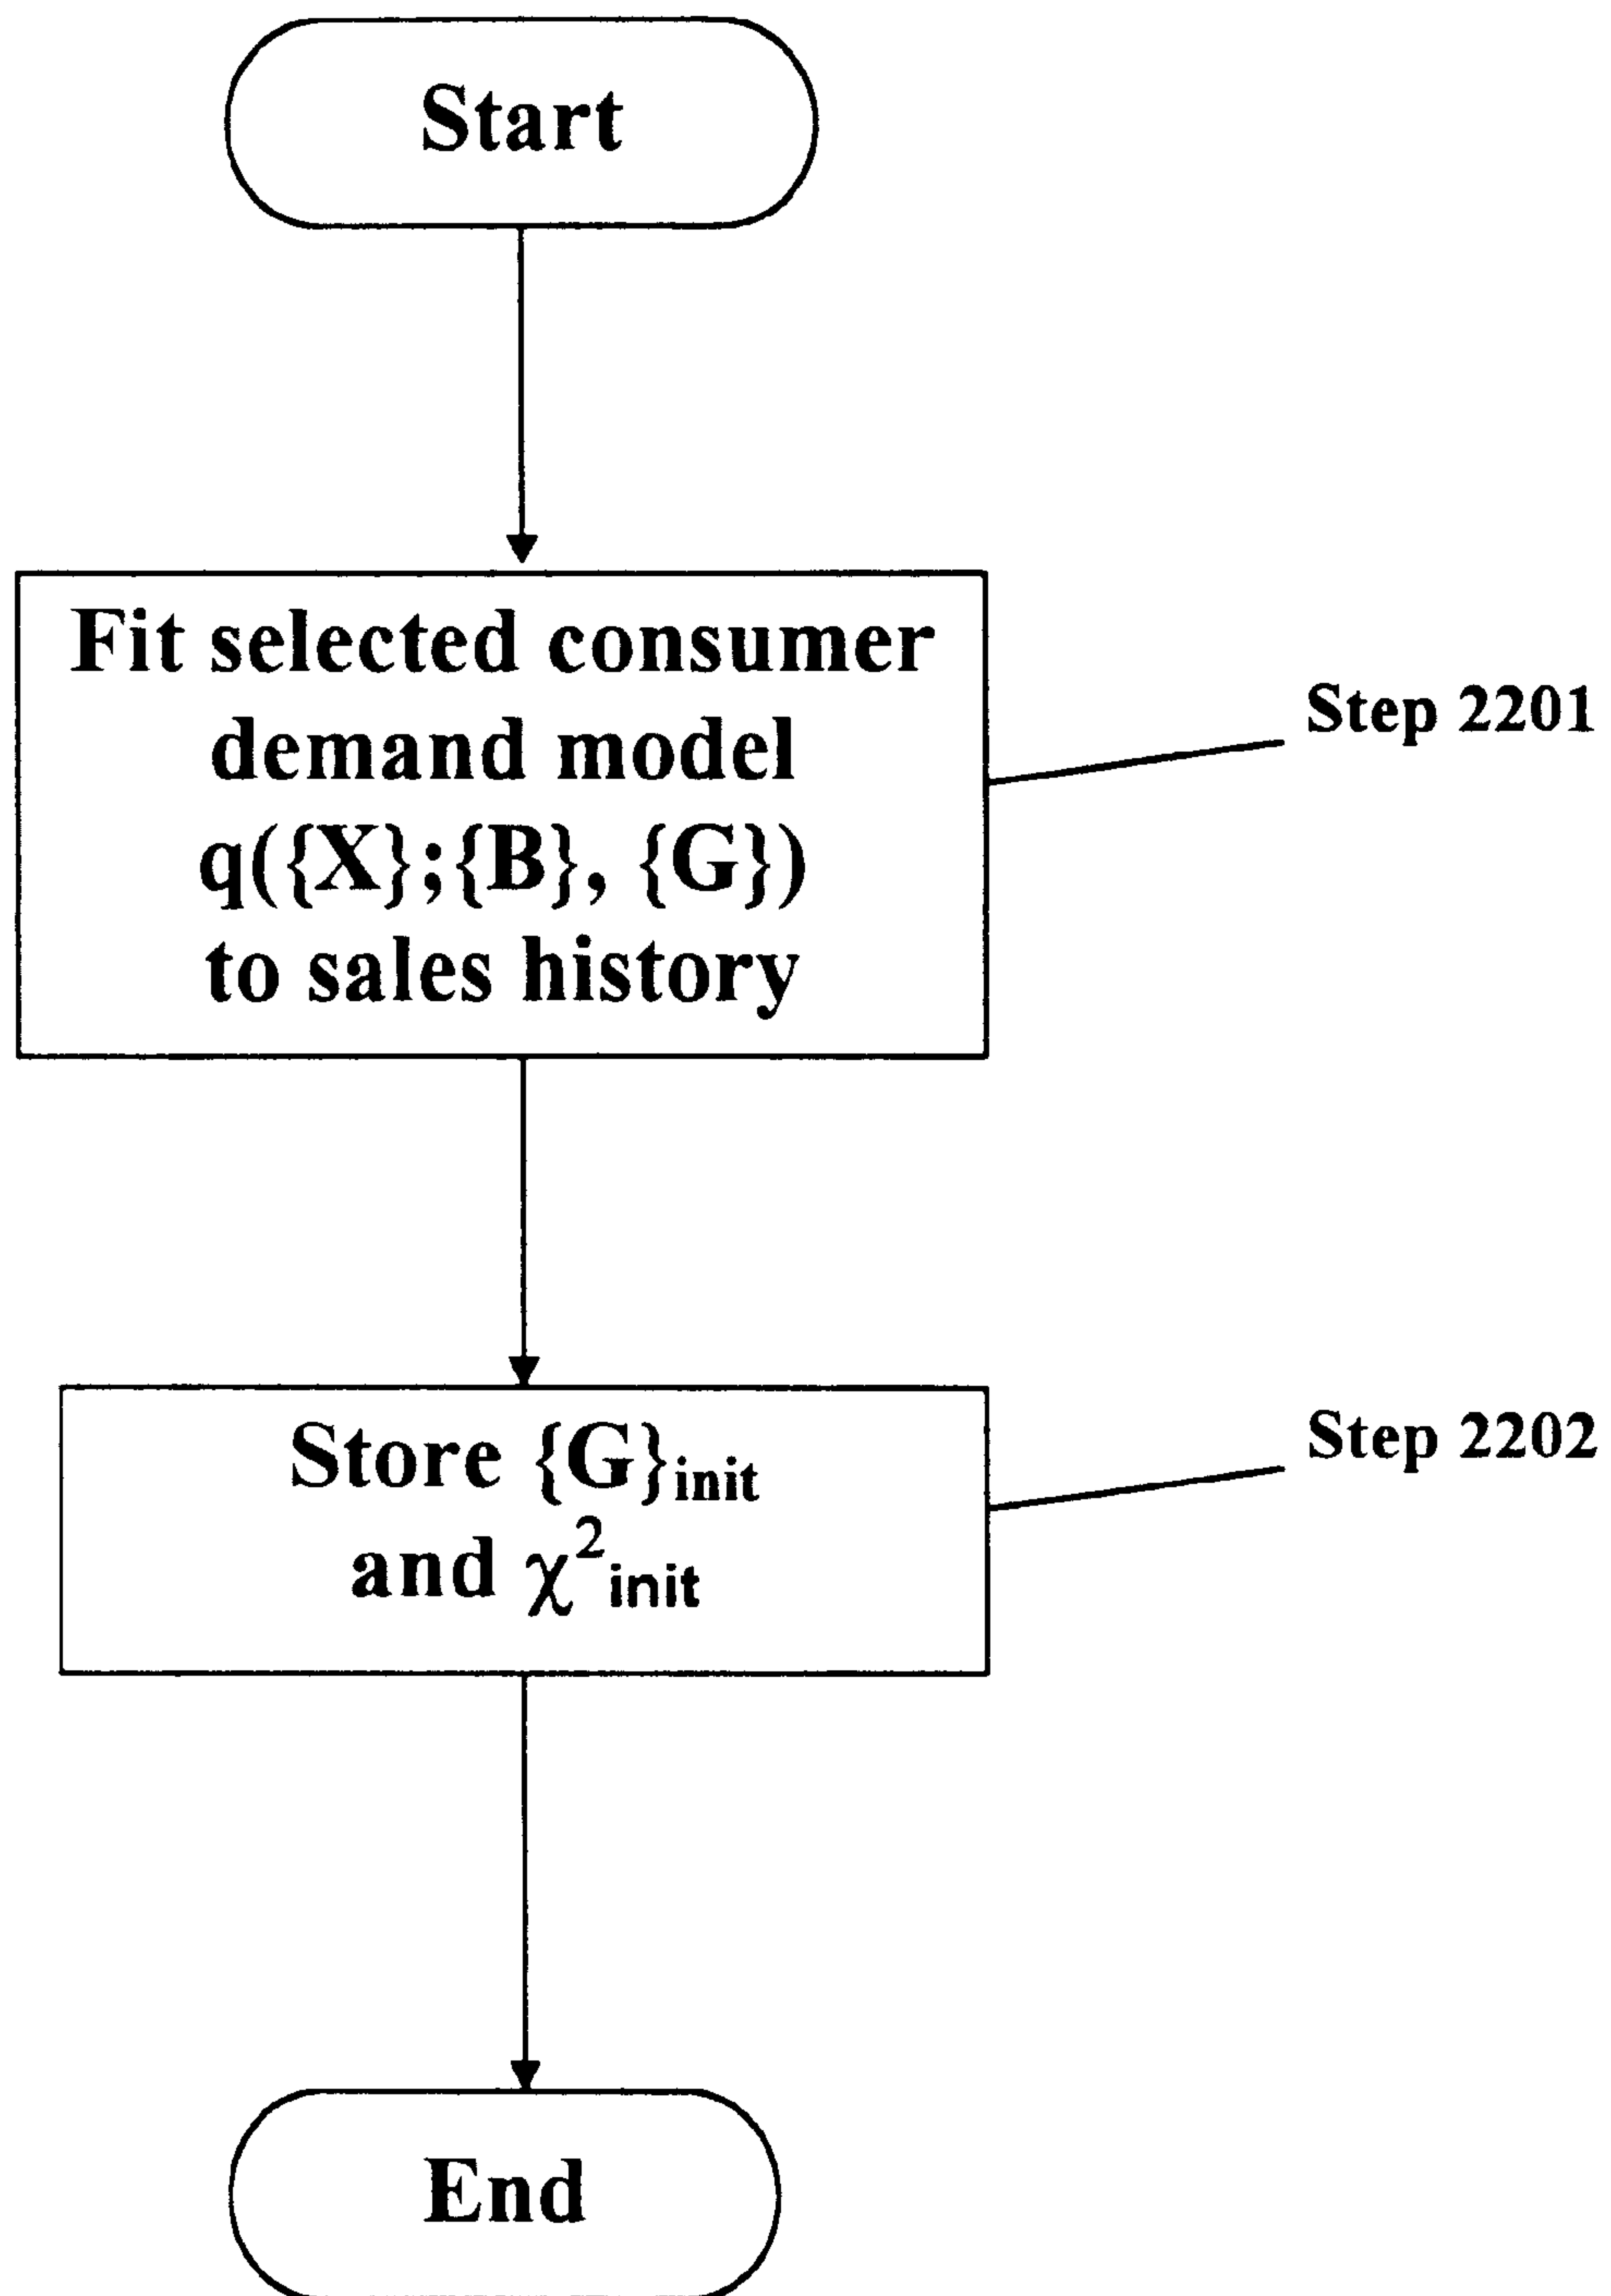 Start
Fit selected consumer
demand model
q({X};{B}, {G})
to sales history
Step 2201
Store {G}init
and χ²init
Step 2202
End